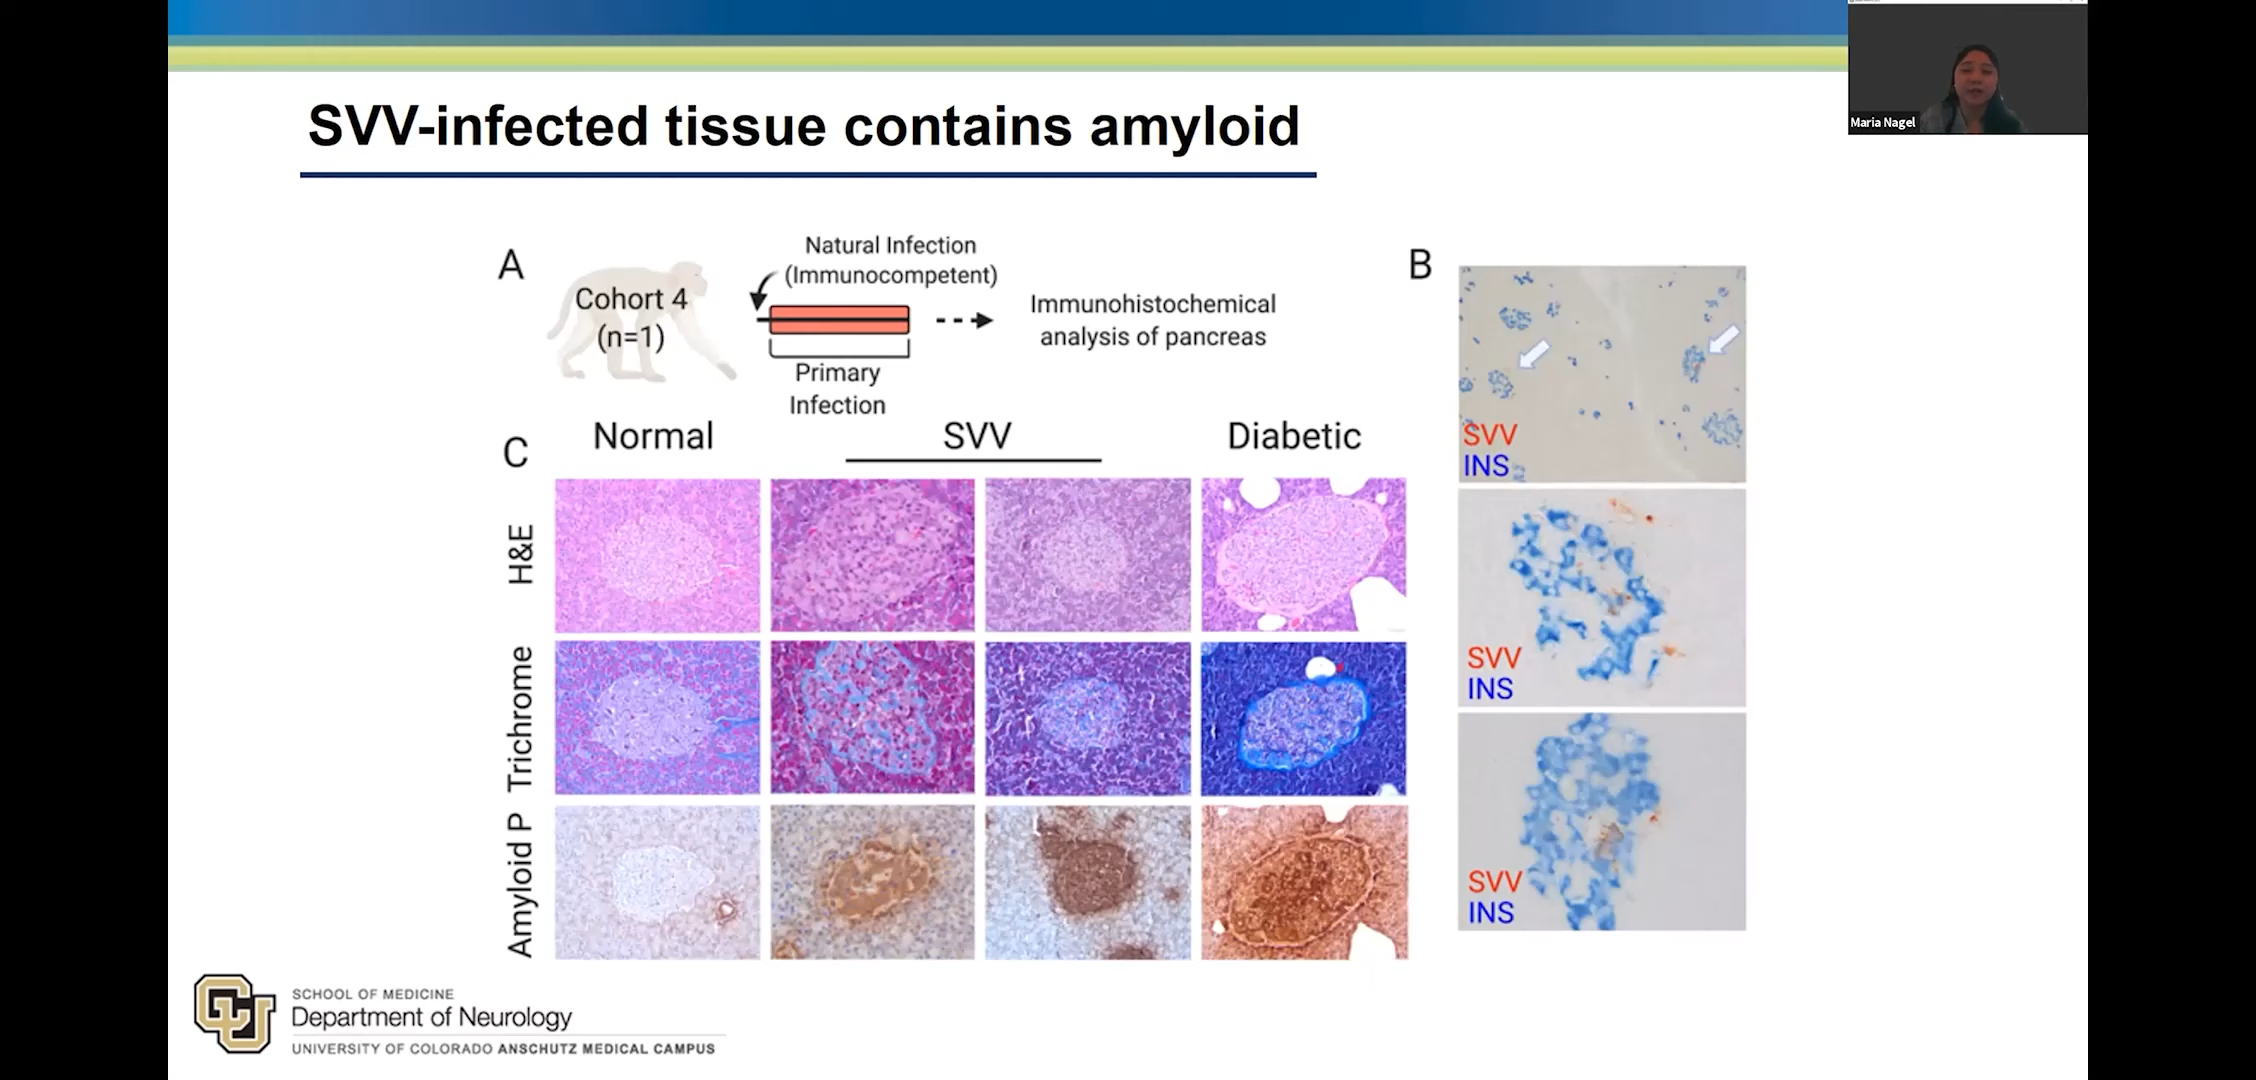 Maria Nagel
SVV-infected tissue contains amyloid
A
Cohort 4
(n=1)
Natural Infection
(Immunocompetent)
Primary
Infection
Immunohistochemical
analysis of pancreas
B
SVV
INS
SVV
INS
SVV
INS
C
Normal
SVV
Diabetic
H&E
Trichrome
Amyloid P
CU
SCHOOL OF MEDICINE
Department of Neurology
UNIVERSITY OF COLORADO ANSCHUTZ MEDICAL CAMPUS